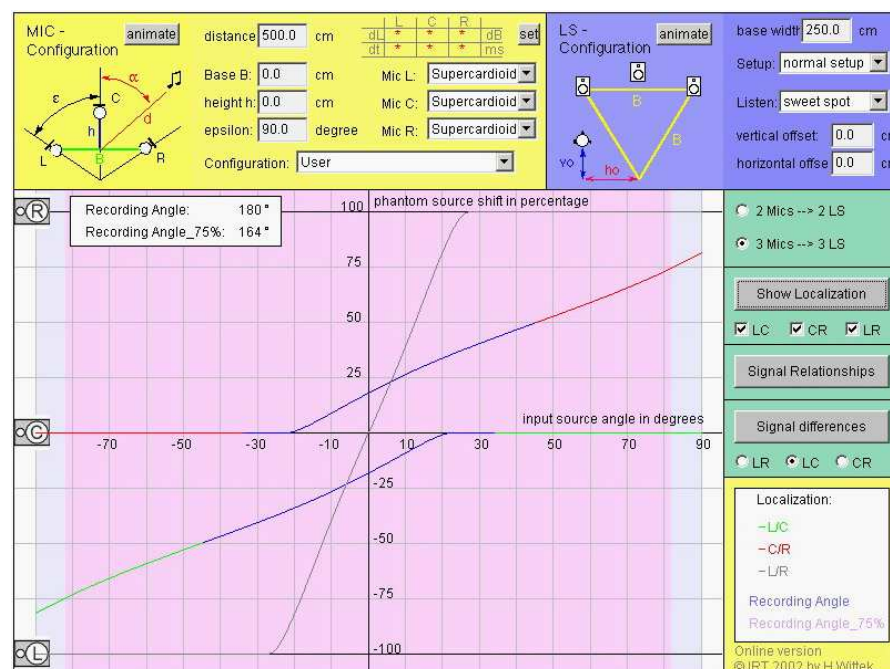 MIC -
Configuration
animate
distance 500.0 cm
L C R
dL * * * dB
dt * * * ms
set
Base B: 0.0 cm
height h: 0.0 cm
epsilon: 90.0 degree
Mic L: Supercardioid
Mic C: Supercardioid
Mic R: Supercardioid
Configuration: User
ε α C d h B L R
LS -
Configuration
animate
B
B
vo
ho
base width 250.0 cm
Setup: normal setup
Listen: sweet spot
vertical offset: 0.0 c
horizontal offse 0.0 c
R
Recording Angle: 180°
Recording Angle_75%: 164°
100 phantom source shift in percentage
75
50
25
C
input source angle in degrees
-70 -50 -30 -10 10 30 50 70 90
-25
-50
-75
-100
L
2 Mics --> 2 LS
3 Mics --> 3 LS
Show Localization
LC CR LR
Signal Relationships
Signal differences
LR LC CR
Localization:
- L/C
- C/R
- L/R
Recording Angle
Recording Angle_75%
Online version
©IRT 2002 by H.Wittek